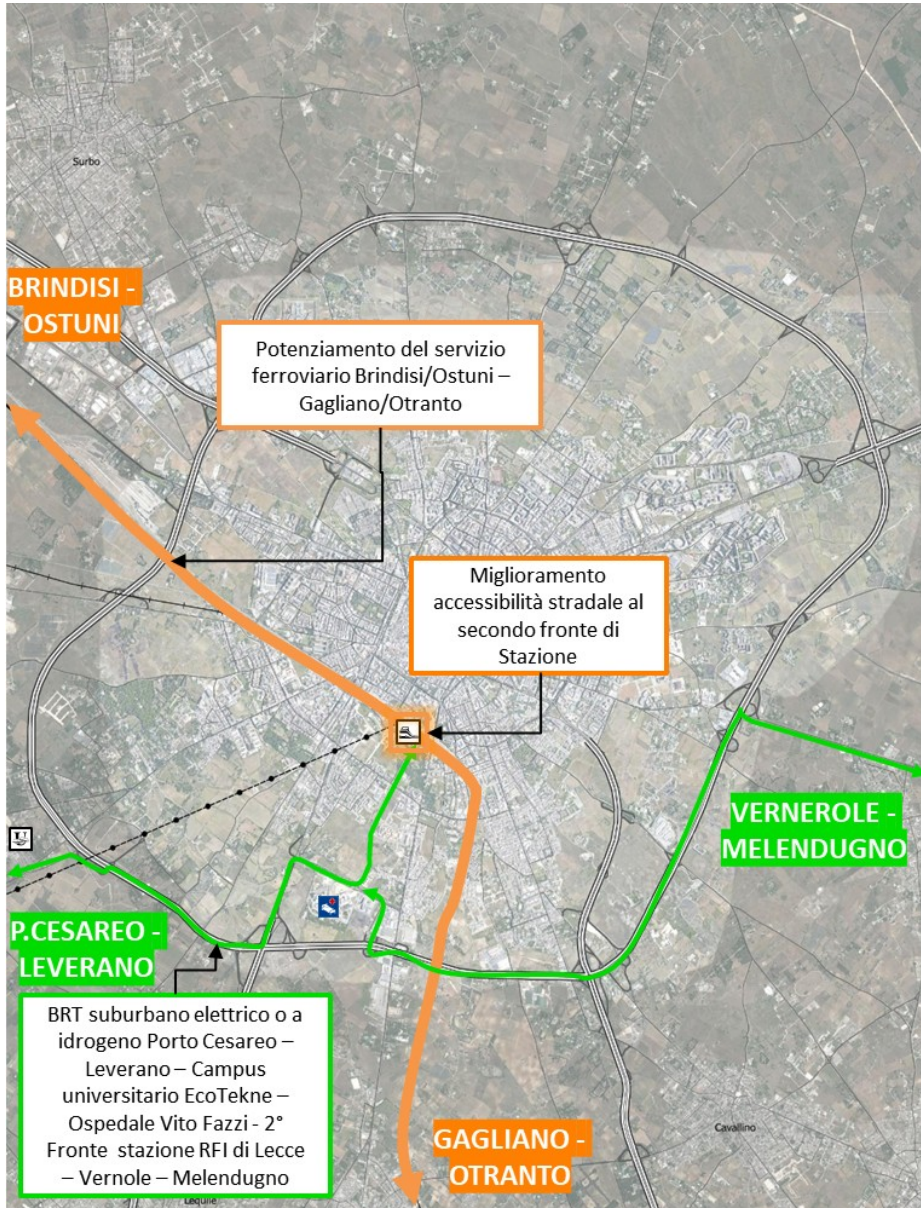 Surbo
BRINDISI -
OSTUNI
Potenziamento del servizio
ferroviario Brindisi/Ostuni –
Gagliano/Otranto
Miglioramento
accessibilità stradale al
secondo fronte di
Stazione
VERNEROLE -
MELENDUGNO
U
P.CESAREO -
LEVERANO
BRT suburbano elettrico o a
idrogeno Porto Cesareo –
Leverano – Campus
universitario EcoTekne –
Ospedale Vito Fazzi - 2°
Fronte stazione RFI di Lecce
– Vernole – Melendugno
Lequile
GAGLIANO -
OTRANTO
Cavallino